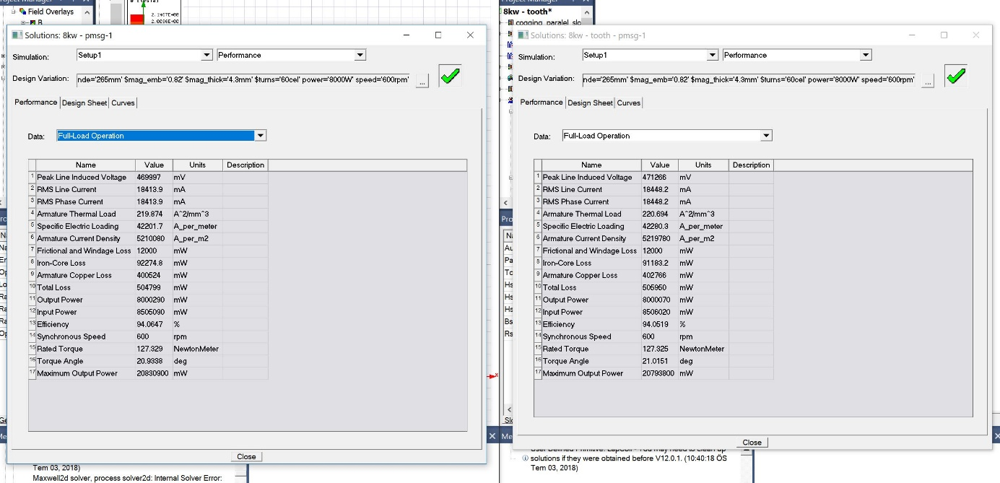 Field Overlays
B
2.1407E+00
2.0036E+00
8kw - tooth*
Solutions: 8kw - pmsg-1
Simulation:
Setup1
Performance
Design Variation:
nde='265mm' $mag_emb='0.82' $mag_thick='4.3mm' $turns='60cel' power='8000W' speed='600rpm'
...
Performance Design Sheet Curves
Data:
Full-Load Operation
Name Value Units Description
1 Peak Line Induced Voltage 469997 mV
2 RMS Line Current 18413.9 mA
3 RMS Phase Current 18413.9 mA
4 Armature Thermal Load 219.874 A^2/mm^3
5 Specific Electric Loading 42201.7 A_per_meter
6 Armature Current Density 5210080 A_per_m2
7 Frictional and Windage Loss 12000 mW
8 Iron-Core Loss 92274.8 mW
9 Armature Copper Loss 400524 mW
10 Total Loss 504799 mW
11 Output Power 8000290 mW
12 Input Power 8505090 mW
13 Efficiency 94.0647 %
14 Synchronous Speed 600 rpm
15 Rated Torque 127.329 NewtonMeter
16 Torque Angle 20.9338 deg
17 Maximum Output Power 20830900 mW
Close
Tem 03, 2018)
Maxwell2d solver, process solver2d: Internal Solver Error:
Solutions: 8kw - tooth - pmsg-1
Simulation:
Setup1
Performance
Design Variation:
nde='265mm' $mag_emb='0.82' $mag_thick='4.3mm' $turns='60cel' power='8000W' speed='600rpm'
...
Performance Design Sheet Curves
Data:
Full-Load Operation
Name Value Units Description
1 Peak Line Induced Voltage 471266 mV
2 RMS Line Current 18448.2 mA
3 RMS Phase Current 18448.2 mA
4 Armature Thermal Load 220.694 A^2/mm^3
5 Specific Electric Loading 42280.3 A_per_meter
6 Armature Current Density 5219780 A_per_m2
7 Frictional and Windage Loss 12000 mW
8 Iron-Core Loss 91183.2 mW
9 Armature Copper Loss 402766 mW
10 Total Loss 505950 mW
11 Output Power 8000070 mW
12 Input Power 8506020 mW
13 Efficiency 94.0519 %
14 Synchronous Speed 600 rpm
15 Rated Torque 127.325 NewtonMeter
16 Torque Angle 21.0151 deg
17 Maximum Output Power 20793800 mW
Close
solutions if they were obtained before V12.0.1. (10:40:18 ÖS
Tem 03, 2018)